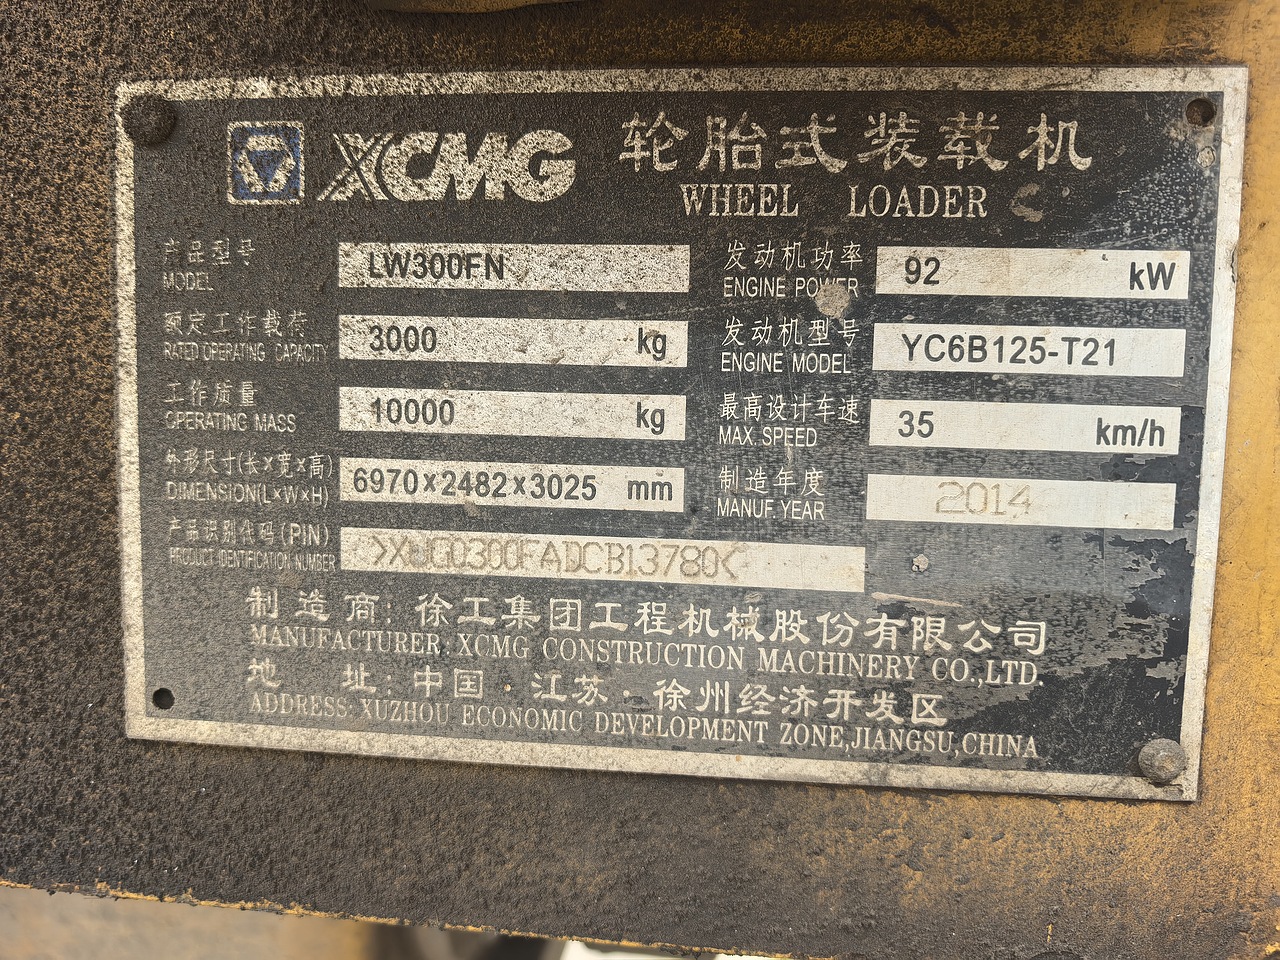 XCMG 轮胎式装载机
WHEEL LOADER
产品型号 LW300FN 发动机功率 92 kW
MODEL ENGINE POWER
额定工作载荷 3000 kg 发动机型号 YC6B125-T21
RATED OPERATING CAPACITY ENGINE MODEL
工作质量 10000 kg 最高设计车速 35 km/h
OPERATING MASS MAX. SPEED
外形尺寸(长×宽×高) 6970×2482×3025 mm 制造年度 2014
DIMENSION(L×W×H) MANUF. YEAR
产品识别代码(PIN) >XUG0300FADCB13780<
PRODUCT IDENTIFICATION NUMBER
制造商: 徐工集团工程机械股份有限公司
MANUFACTURER: XCMG CONSTRUCTION MACHINERY CO.,LTD.
地 址: 中国·江苏·徐州经济开发区
ADDRESS: XUZHOU ECONOMIC DEVELOPMENT ZONE,JIANGSU,CHINA